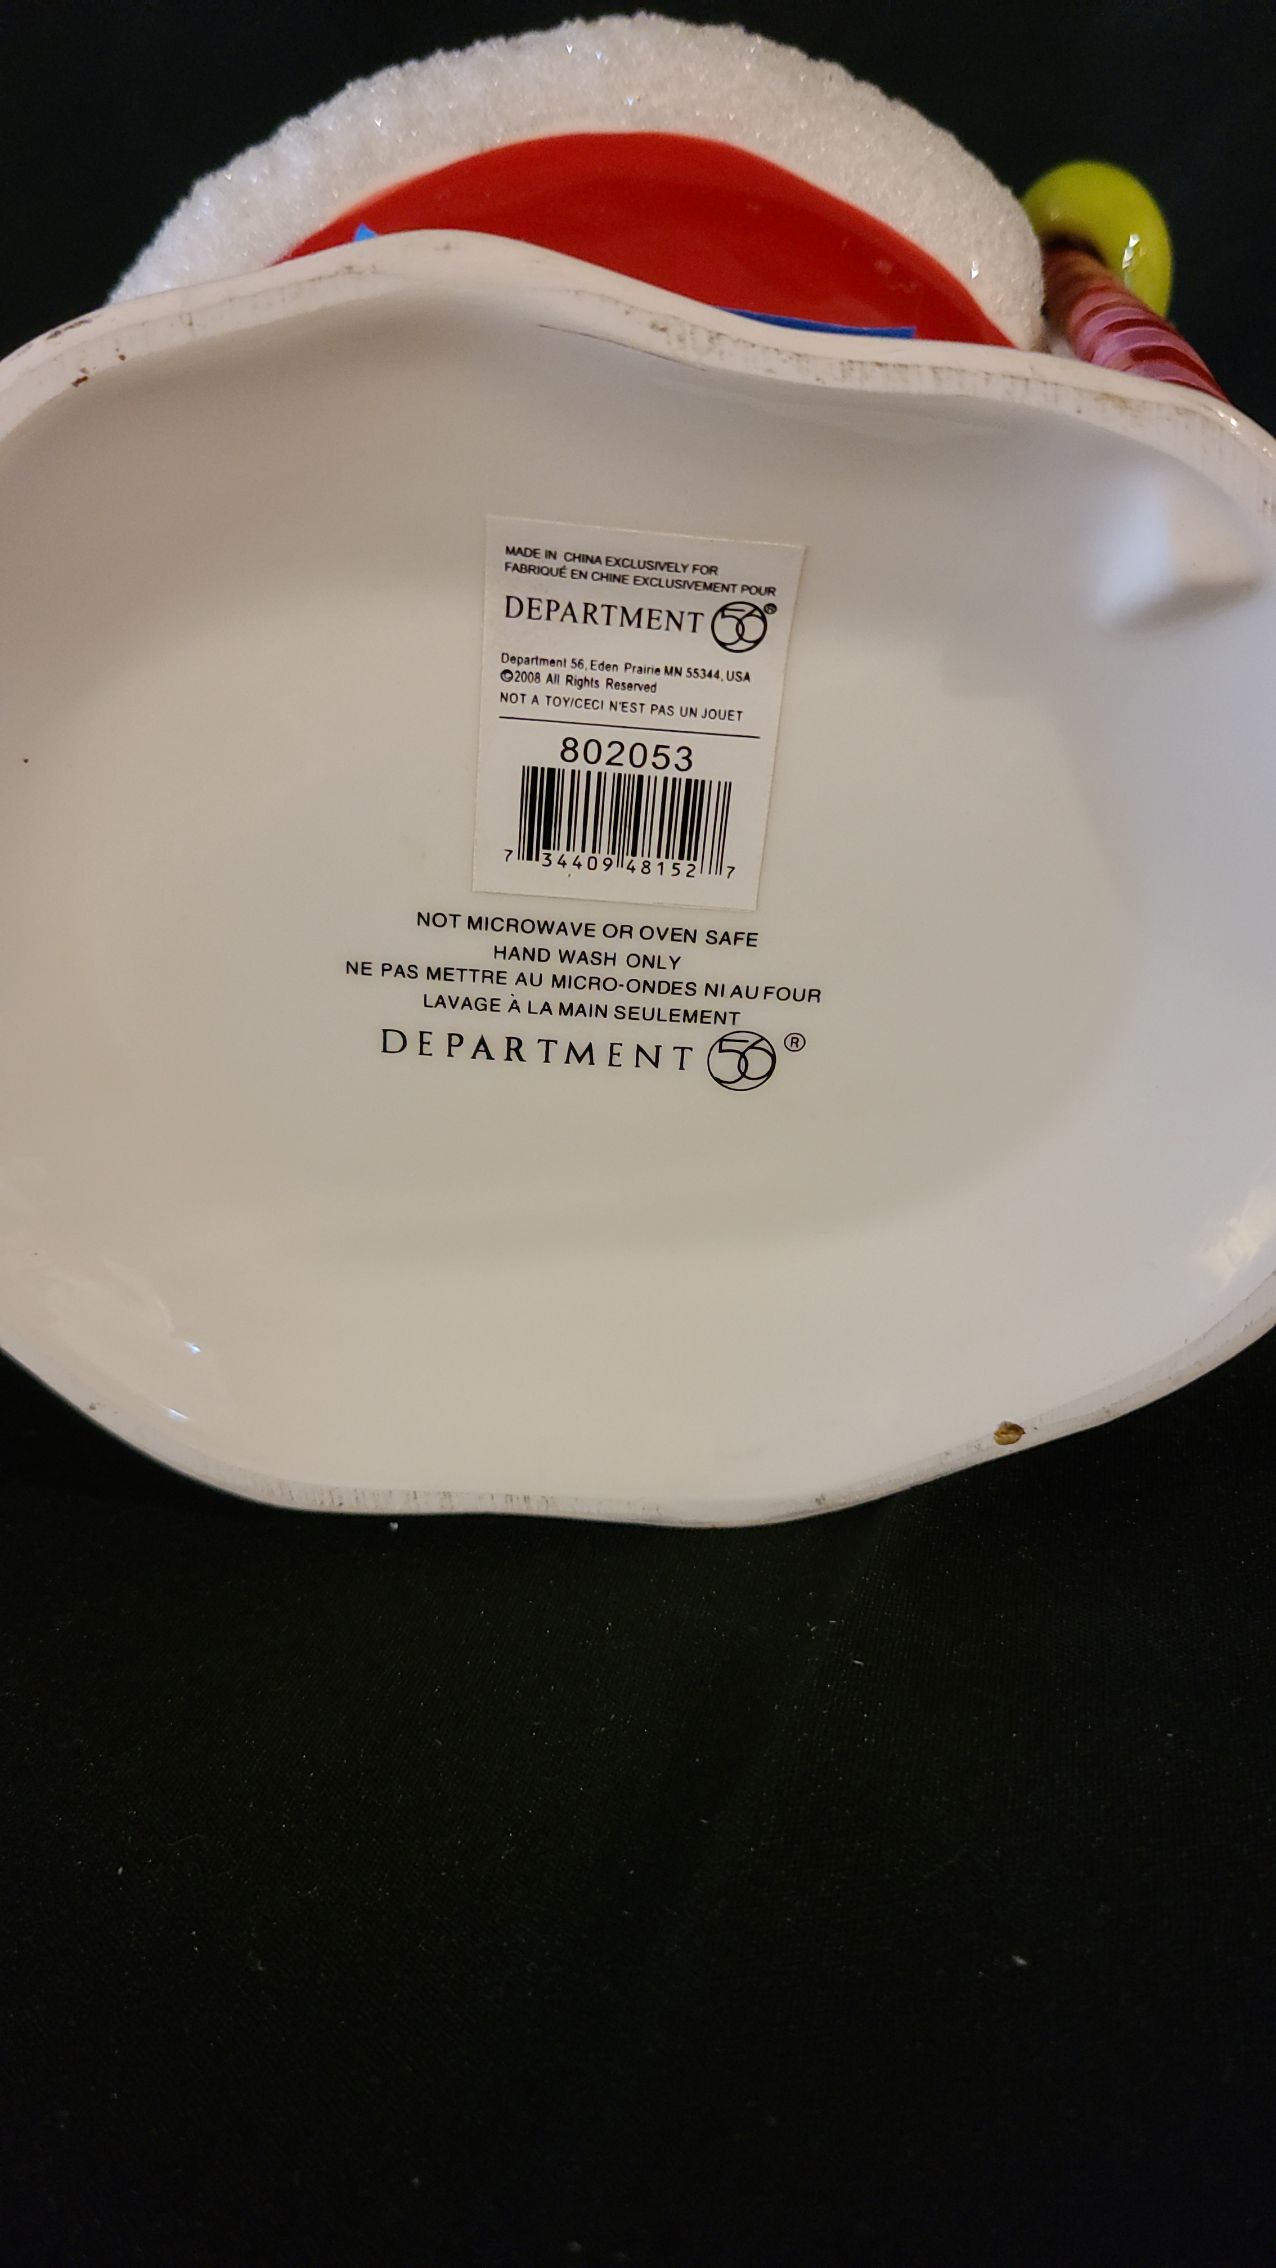 MADE IN CHINA EXCLUSIVELY FOR
FABRIQUÉ EN CHINE EXCLUSIVEMENT POUR
DEPARTMENT 56®
Department 56, Eden Prairie MN 55344, USA
©2008 All Rights Reserved
NOT A TOY/CECI N'EST PAS UN JOUET
802053
7 34409 48152 7
NOT MICROWAVE OR OVEN SAFE
HAND WASH ONLY
NE PAS METTRE AU MICRO-ONDES NI AU FOUR
LAVAGE À LA MAIN SEULEMENT
DEPARTMENT 56®